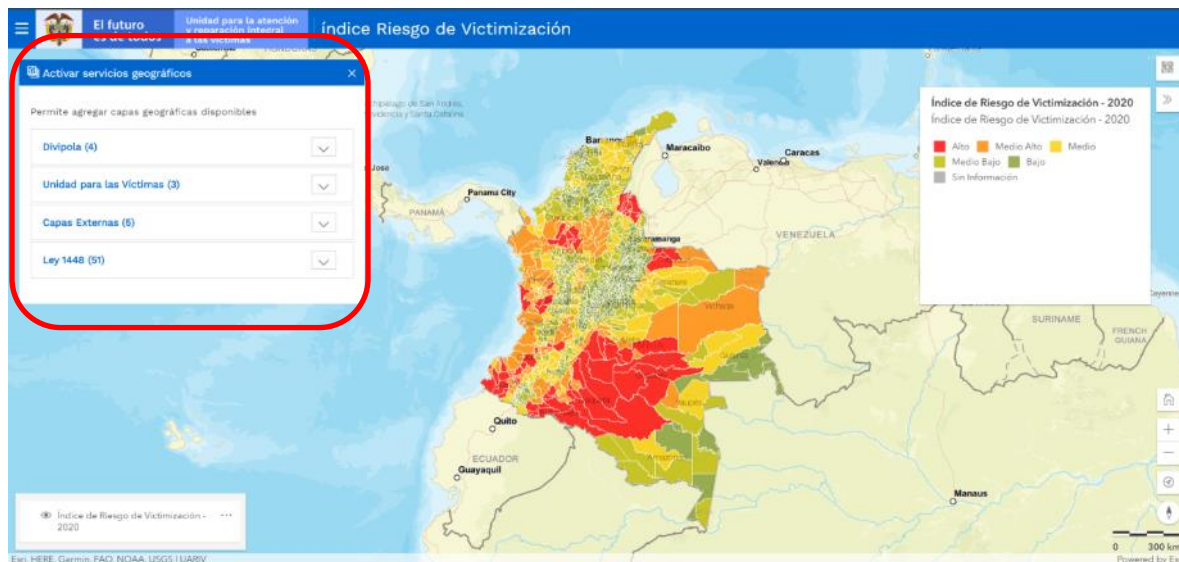 El futuro
es de todos
Unidad para la atención
y reparación integral
a las víctimas
índice Riesgo de Victimización
Activar servicios geográficos
Permite agregar capas geográficas disponibles
Divipola (4)
Unidad para las Víctimas (3)
Capas Externas (5)
Ley 1448 (51)
Índice de Riesgo de Victimización - 2020
Índice de Riesgo de Victimización - 2020
Alto Medio Alto Medio
Medio Bajo Bajo
Sin Información
Maracaibo
Caracas
Valencia
Panama City
PANAMÁ
VENEZUELA
SURINAME
FRENCH
GUIANA
Quito
ECUADOR
Guayaquil
Manaus
Índice de Riesgo de Victimización -
2020
0 300 km
Esri, HERE, Garmin, FAO, NOAA, USGS | UARIV